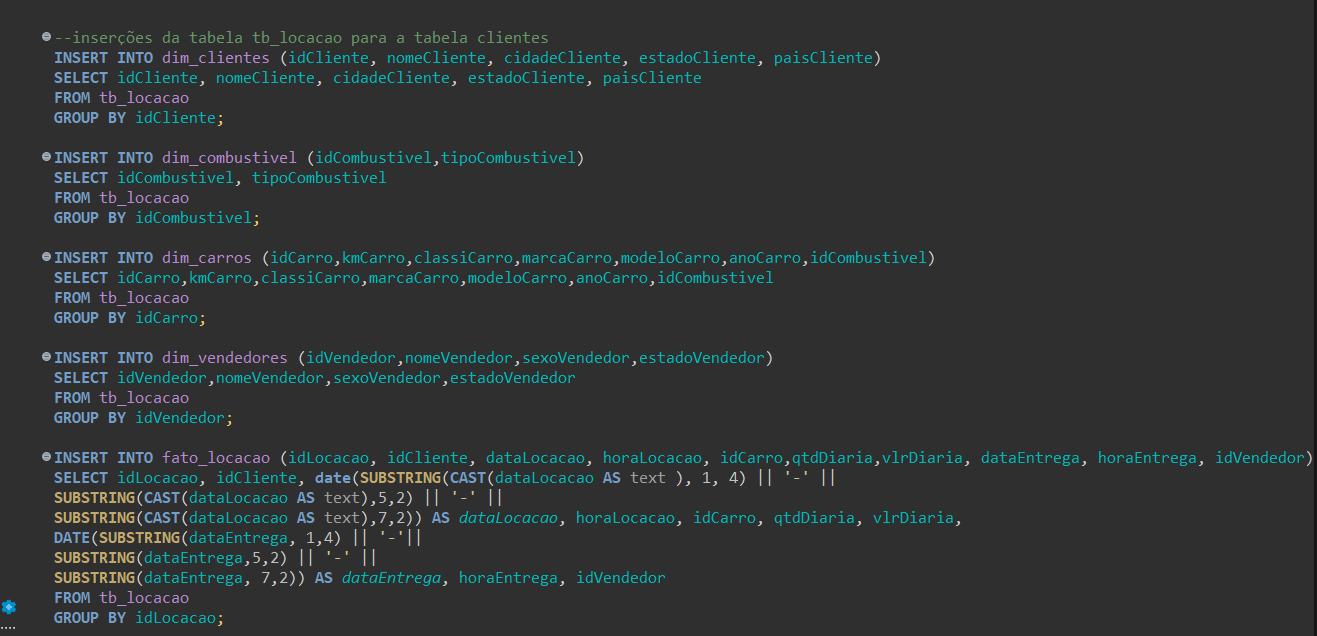 --inserções da tabela tb_locacao para a tabela clientes
INSERT INTO dim_clientes (idCliente, nomeCliente, cidadeCliente, estadoCliente, paisCliente)
SELECT idCliente, nomeCliente, cidadeCliente, estadoCliente, paisCliente
FROM tb_locacao
GROUP BY idCliente;
INSERT INTO dim_combustivel (idCombustivel,tipoCombustivel)
SELECT idCombustivel, tipoCombustivel
FROM tb_locacao
GROUP BY idCombustivel;
INSERT INTO dim_carros (idCarro,kmCarro,classiCarro,marcaCarro,modeloCarro,anoCarro,idCombustivel)
SELECT idCarro,kmCarro,classiCarro,marcaCarro,modeloCarro,anoCarro,idCombustivel
FROM tb_locacao
GROUP BY idCarro;
INSERT INTO dim_vendedores (idVendedor,nomeVendedor,sexoVendedor,estadoVendedor)
SELECT idVendedor,nomeVendedor,sexoVendedor,estadoVendedor
FROM tb_locacao
GROUP BY idVendedor;
INSERT INTO fato_locacao (idLocacao, idCliente, dataLocacao, horaLocacao, idCarro,qtdDiaria,vlrDiaria, dataEntrega, horaEntrega, idVendedor)
SELECT idLocacao, idCliente, date(SUBSTRING(CAST(dataLocacao AS text ), 1, 4) || '-' ||
SUBSTRING(CAST(dataLocacao AS text),5,2) || '-' ||
SUBSTRING(CAST(dataLocacao AS text),7,2)) AS dataLocacao, horaLocacao, idCarro, qtdDiaria, vlrDiaria,
DATE(SUBSTRING(dataEntrega, 1,4) || '-'||
SUBSTRING(dataEntrega,5,2) || '-' ||
SUBSTRING(dataEntrega, 7,2)) AS dataEntrega, horaEntrega, idVendedor
FROM tb_locacao
GROUP BY idLocacao;